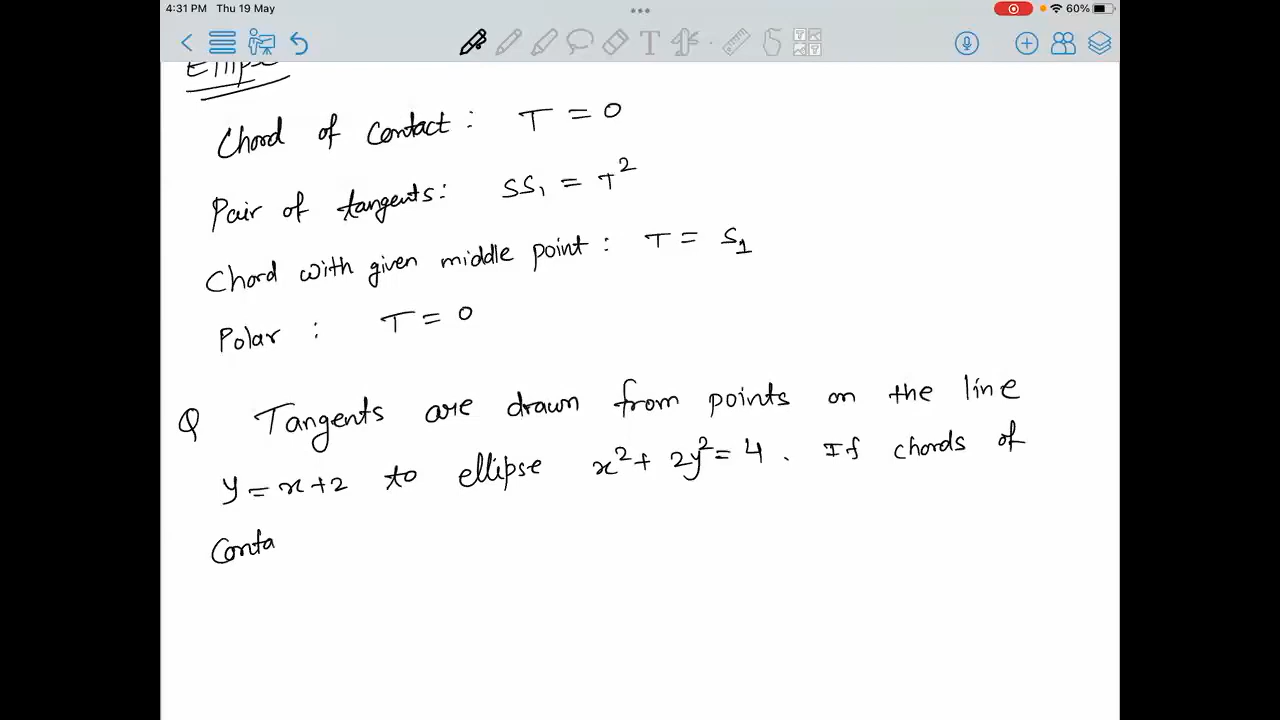 4:31 PM Thu 19 May
60%
T
Ellipse
Chord of Contact : T = 0
Pair of tangents: SS₁ = T²
Chord with given middle point : T = S₁
Polar : T = 0
Q Tangents are drawn from points on the line
y = x+2 to ellipse x²+ 2y²= 4 . If chords of
Conta